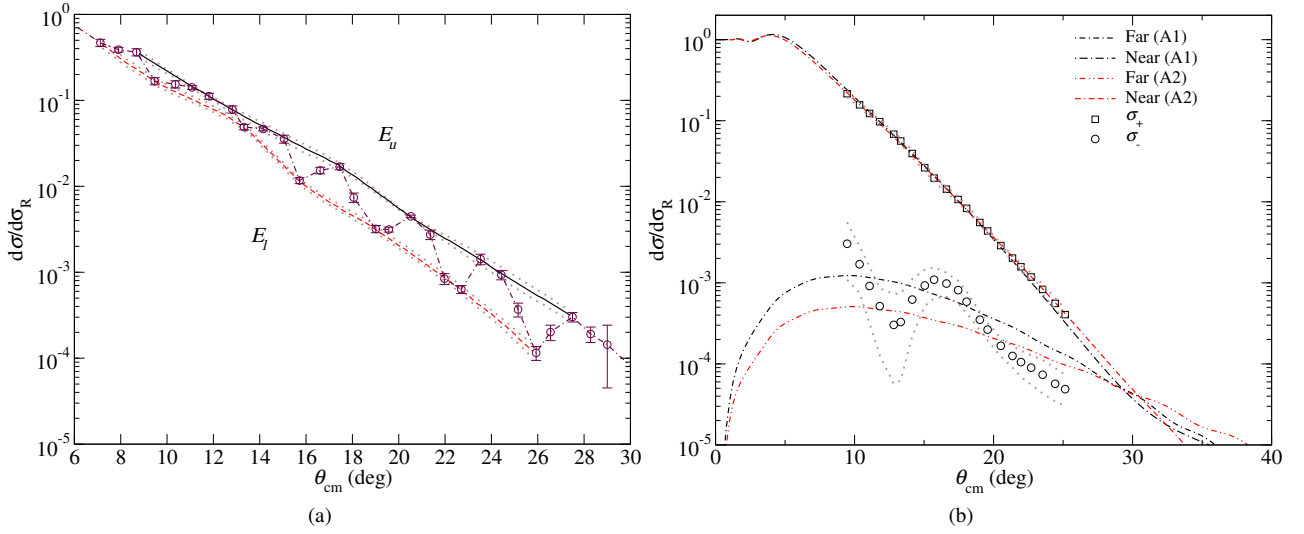 10^0
10^-1
10^-2
10^-3
10^-4
10^-5
dσ/dσ_R
E_u
E_l
6 8 10 12 14 16 18 20 22 24 26 28 30
θ_cm (deg)
(a)
10^0
10^-1
10^-2
10^-3
10^-4
10^-5
dσ/dσ_R
Far (A1)
Near (A1)
Far (A2)
Near (A2)
σ_+
σ_-
0 10 20 30 40
θ_cm (deg)
(b)